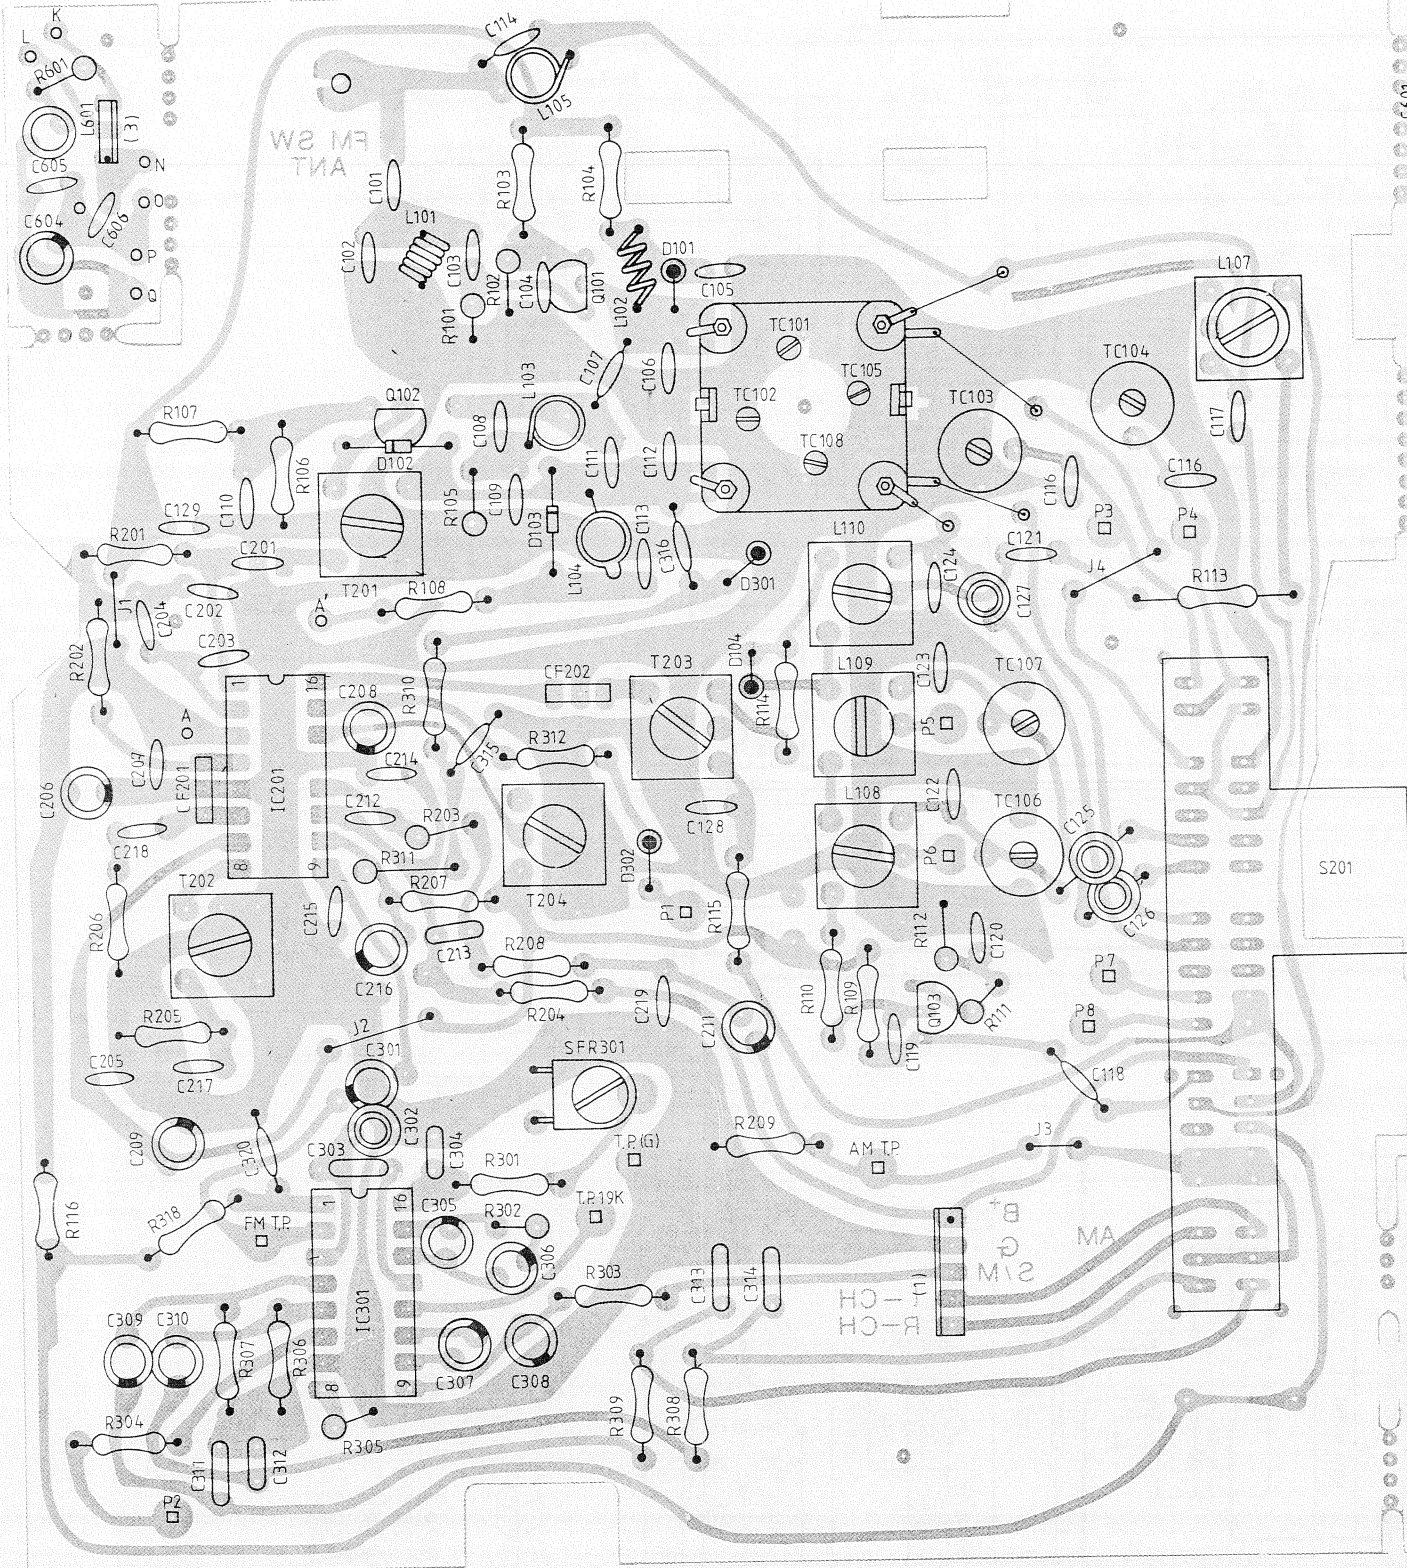 K
L
C114
R601
L601
(3)
L105
FM SW
ANT
N
C605
C101
R103
R104
O
C606
C604
L101
C102
C103
R102
C104
Q101
D101
L102
C105
P
Q
L107
R101
TC101
TC104
L103
C107
C106
TC105
TC102
TC103
R107
Q102
C108
C117
D102
C111
C112
TC108
R106
C110
R105
C109
C116
C116
C129
D103
C113
C316
P3
P4
L110
R201
C201
L104
D301
C124
C121
J4
T201
R108
C127
R113
J1
C202
A'
C204
C203
R202
CF202
T203
D104
L109
C123
TC107
1
16
C208
R310
R114
A
P5
C207
CF201
IC201
C315
R312
C214
C206
L108
C122
TC106
C212
R203
C128
C125
C218
P6
8
9
R311
D302
S201
T202
R207
T204
P1
C126
R206
C215
R115
R112
C120
C213
R208
C216
R110
R109
P7
R204
C219
C211
Q103
R111
R205
J2
P8
C301
SFR301
C119
C205
C217
C118
C302
C209
C320
C303
C304
T.P.(G)
R209
J3
AM T.P.
R301
R116
R318
1
16
C305
R302
T.P.19K
FM T.P.
B+
G
AM
S/M
(1)
C306
R303
C313
C314
IC301
L-CH
R-CH
C309
C310
R307
R306
8
9
C307
C308
R304
R305
R309
R308
C311
C312
P2